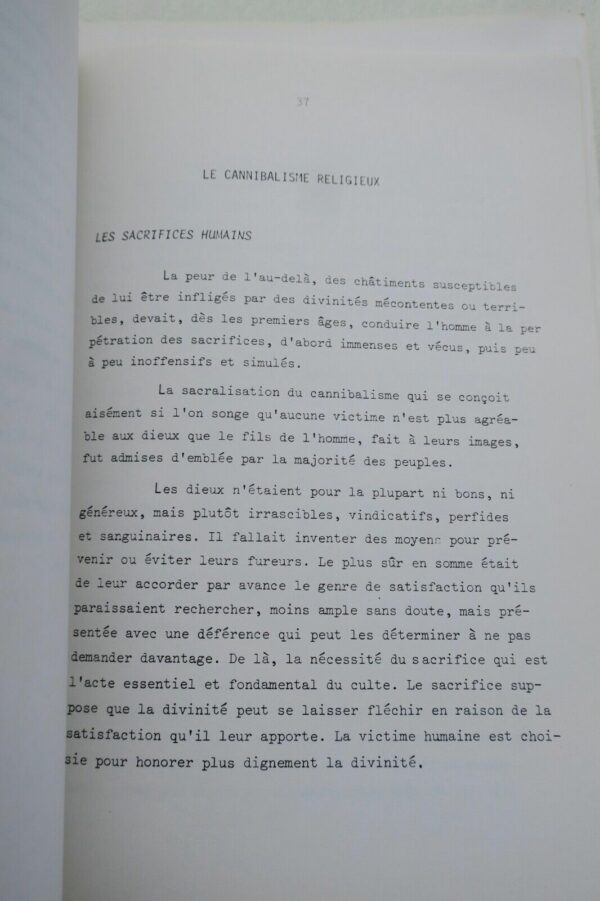 37
LE CANNIBALISME RELIGIEUX
LES SACRIFICES HUMAINS
La peur de l'au-delà, des châtiments susceptibles
de lui être infligés par des divinités mécontentes ou terri-
bles, devait, dès les premiers âges, conduire l'homme à la per
pétration des sacrifices, d'abord immenses et vécus, puis peu
à peu inoffensifs et simulés.
La sacralisation du cannibalisme qui se conçoit
aisément si l'on songe qu'aucune victime n'est plus agréa-
ble aux dieux que le fils de l'homme, fait à leurs images,
fut admises d'emblée par la majorité des peuples.
Les dieux n'étaient pour la plupart ni bons, ni
généreux, mais plutôt irrascibles, vindicatifs, perfides
et sanguinaires. Il fallait inventer des moyens pour pré-
venir ou éviter leurs fureurs. Le plus sûr en somme était
de leur accorder par avance le genre de satisfaction qu'ils
paraissaient rechercher, moins ample sans doute, mais pré-
sentée avec une déférence qui peut les déterminer à ne pas
demander davantage. De là, la nécessité du sacrifice qui est
l'acte essentiel et fondamental du culte. Le sacrifice sup-
pose que la divinité peut se laisser fléchir en raison de la
satisfaction qu'il leur apporte. La victime humaine est choi-
sie pour honorer plus dignement la divinité.